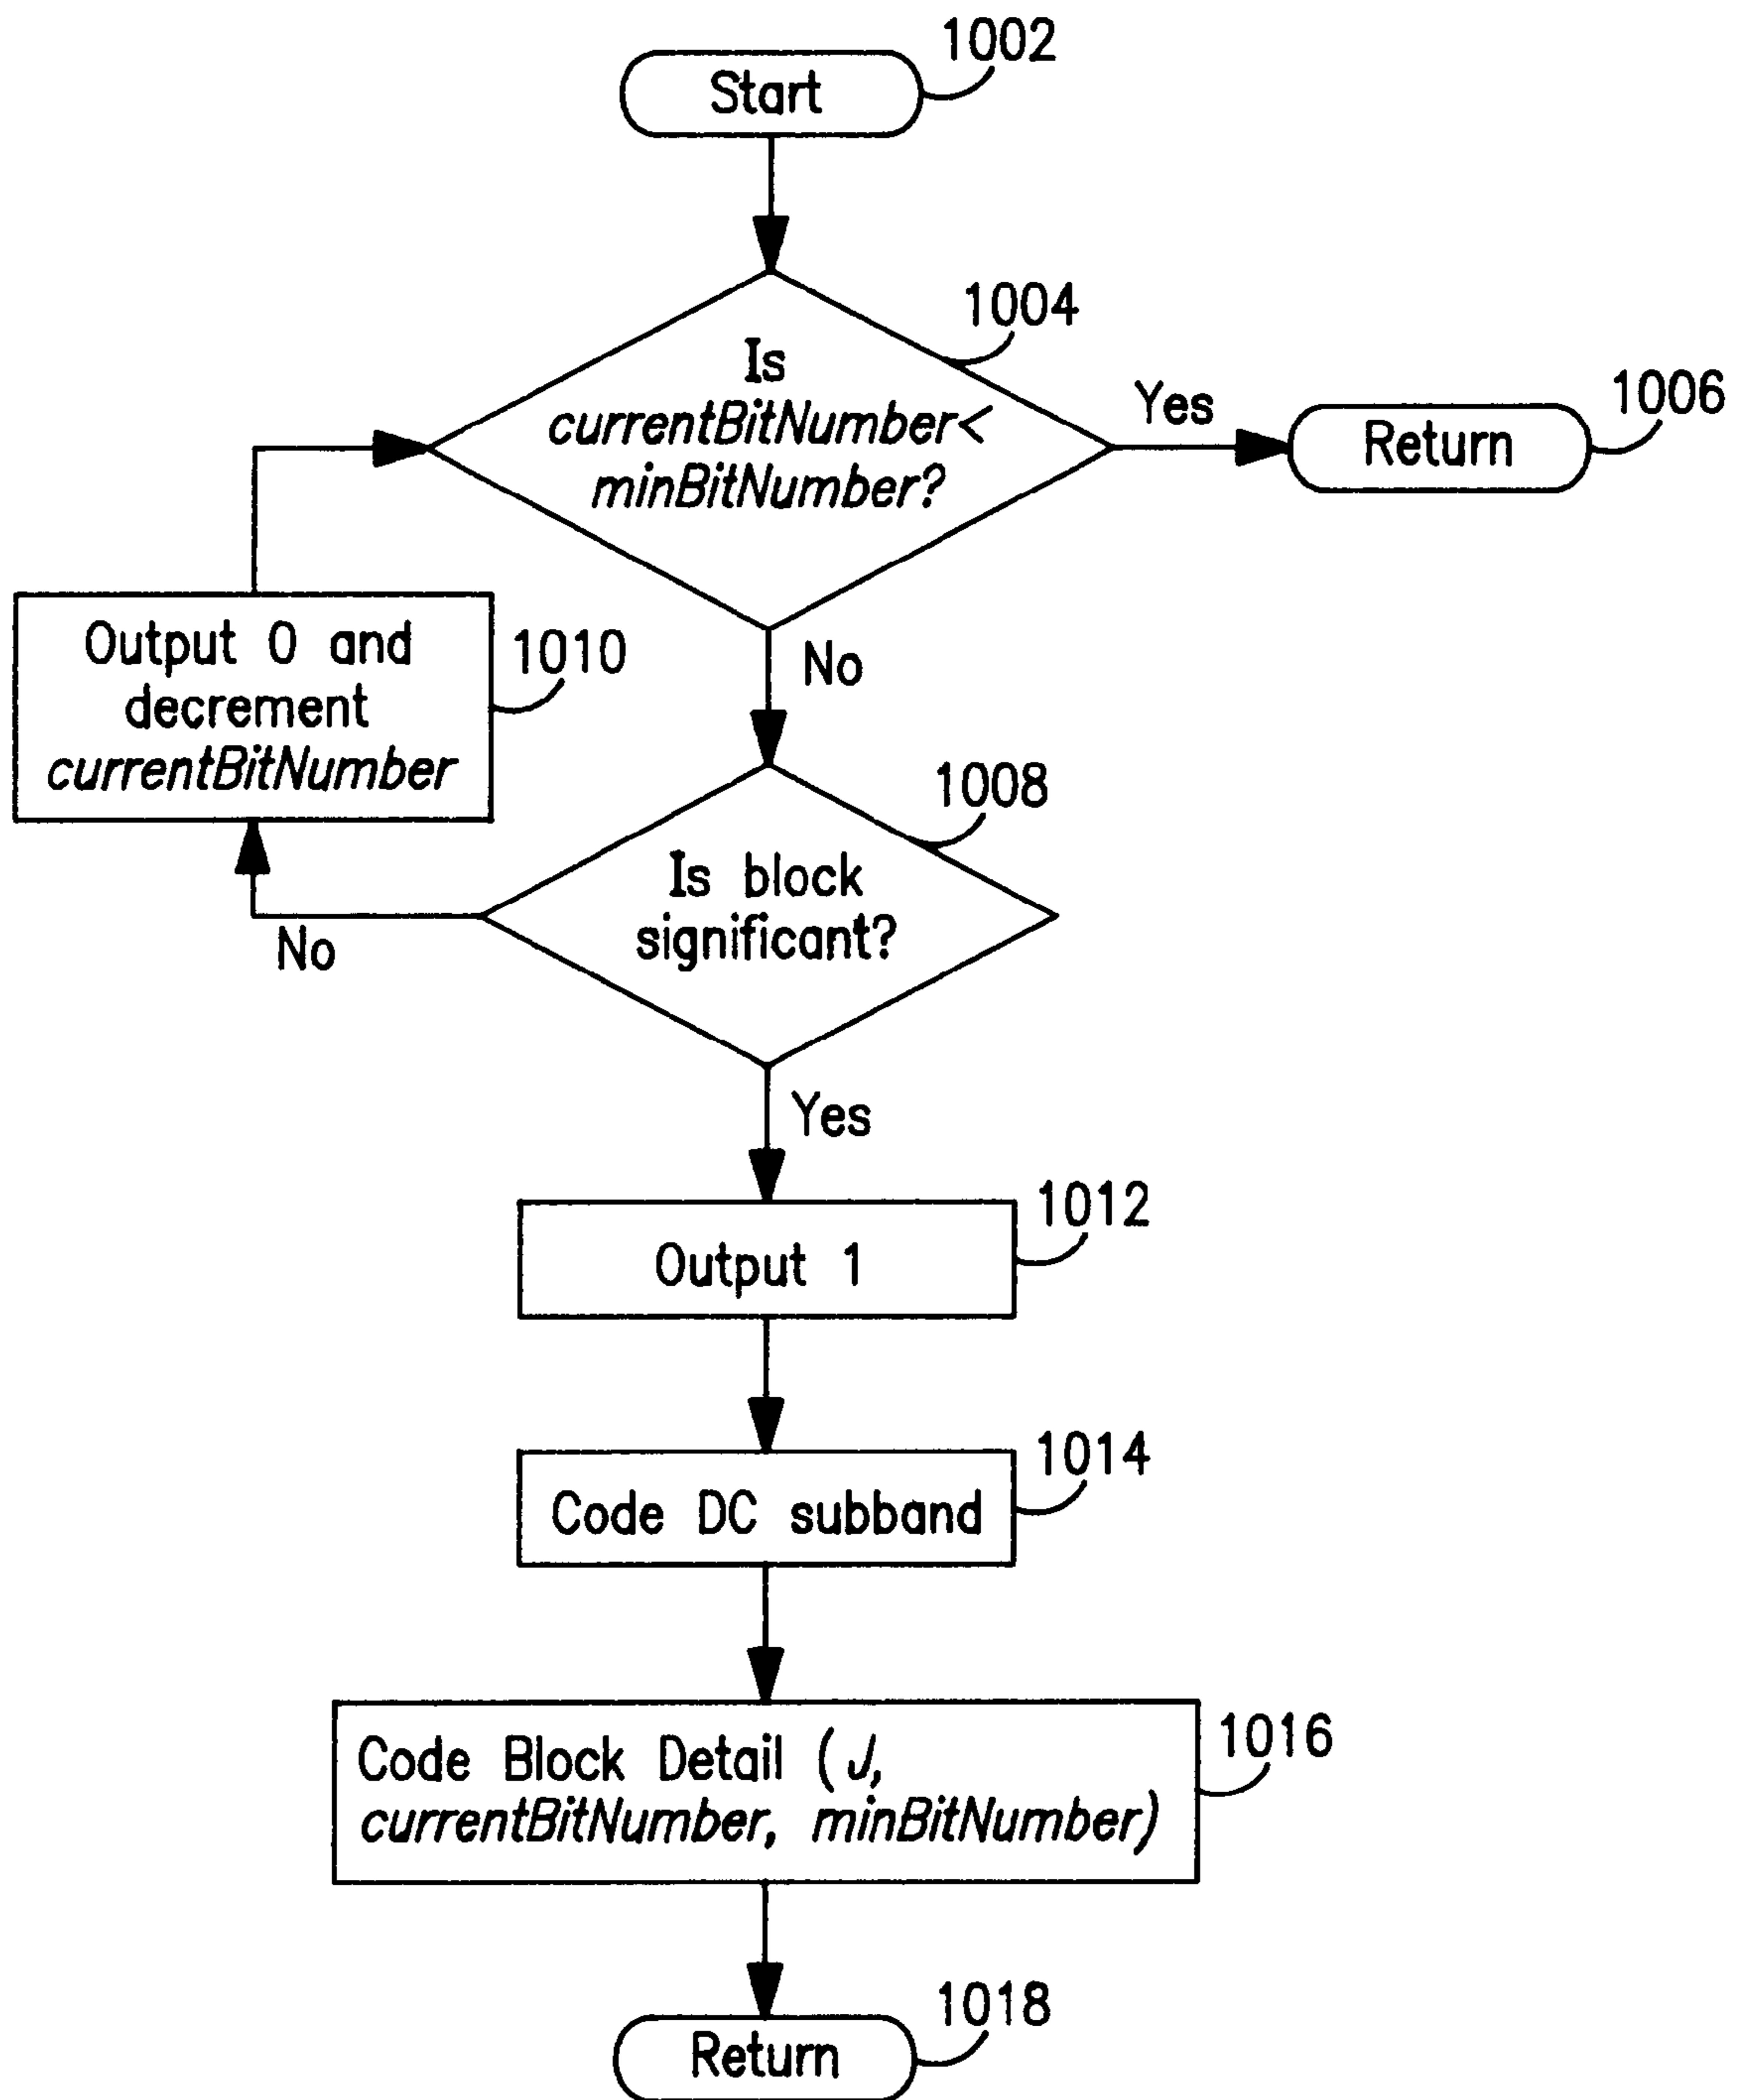 1002
Start
1004
Is
currentBitNumber<
minBitNumber?
Yes
1006
Return
Output 0 and
decrement
currentBitNumber
1010
No
1008
Is block
significant?
No
Yes
1012
Output 1
1014
Code DC subband
1016
Code Block Detail (J,
currentBitNumber, minBitNumber)
1018
Return